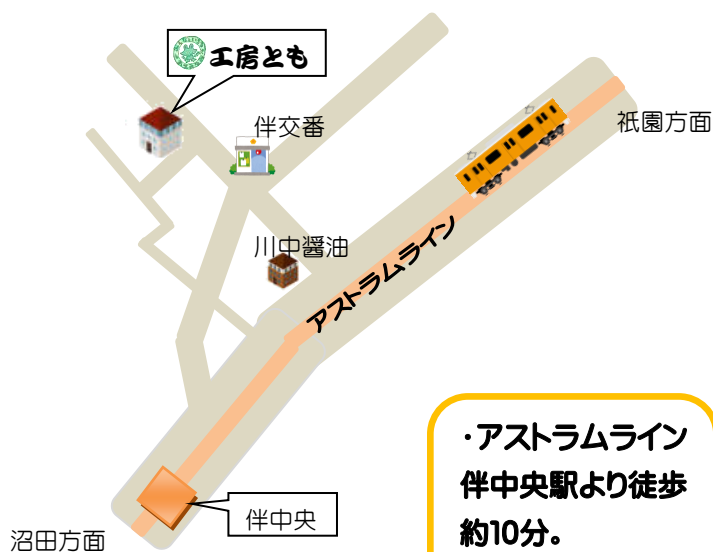 工房とも
伴交番
祇園方面
川中醤油
アストラムライン
・アストラムライン
伴中央駅より徒歩
約10分。
伴中央
沼田方面